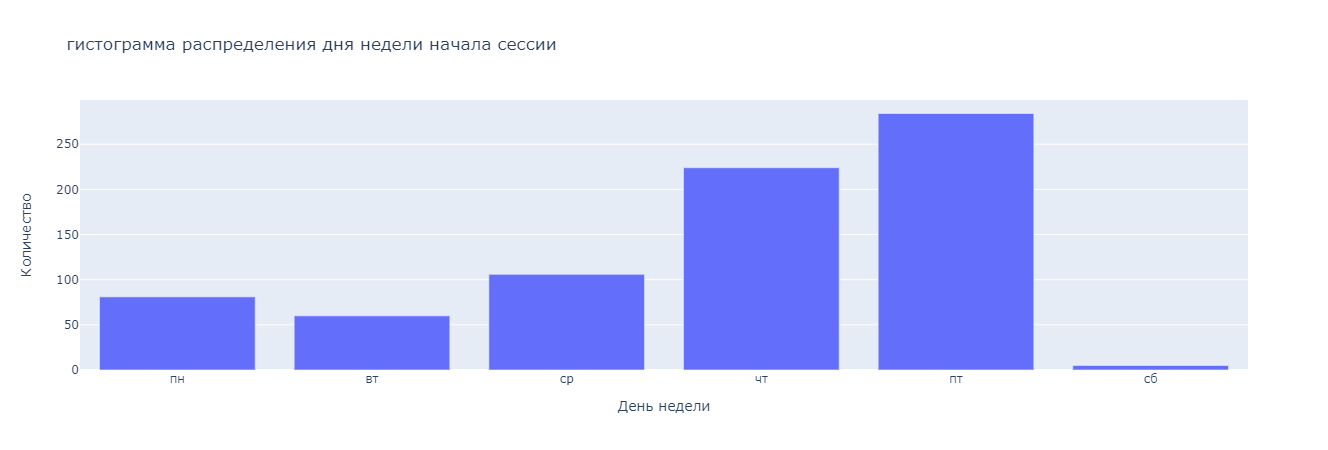 гистограмма распределения дня недели начала сессии
Количество
250
200
150
100
50
0
пн вт ср чт пт сб
День недели